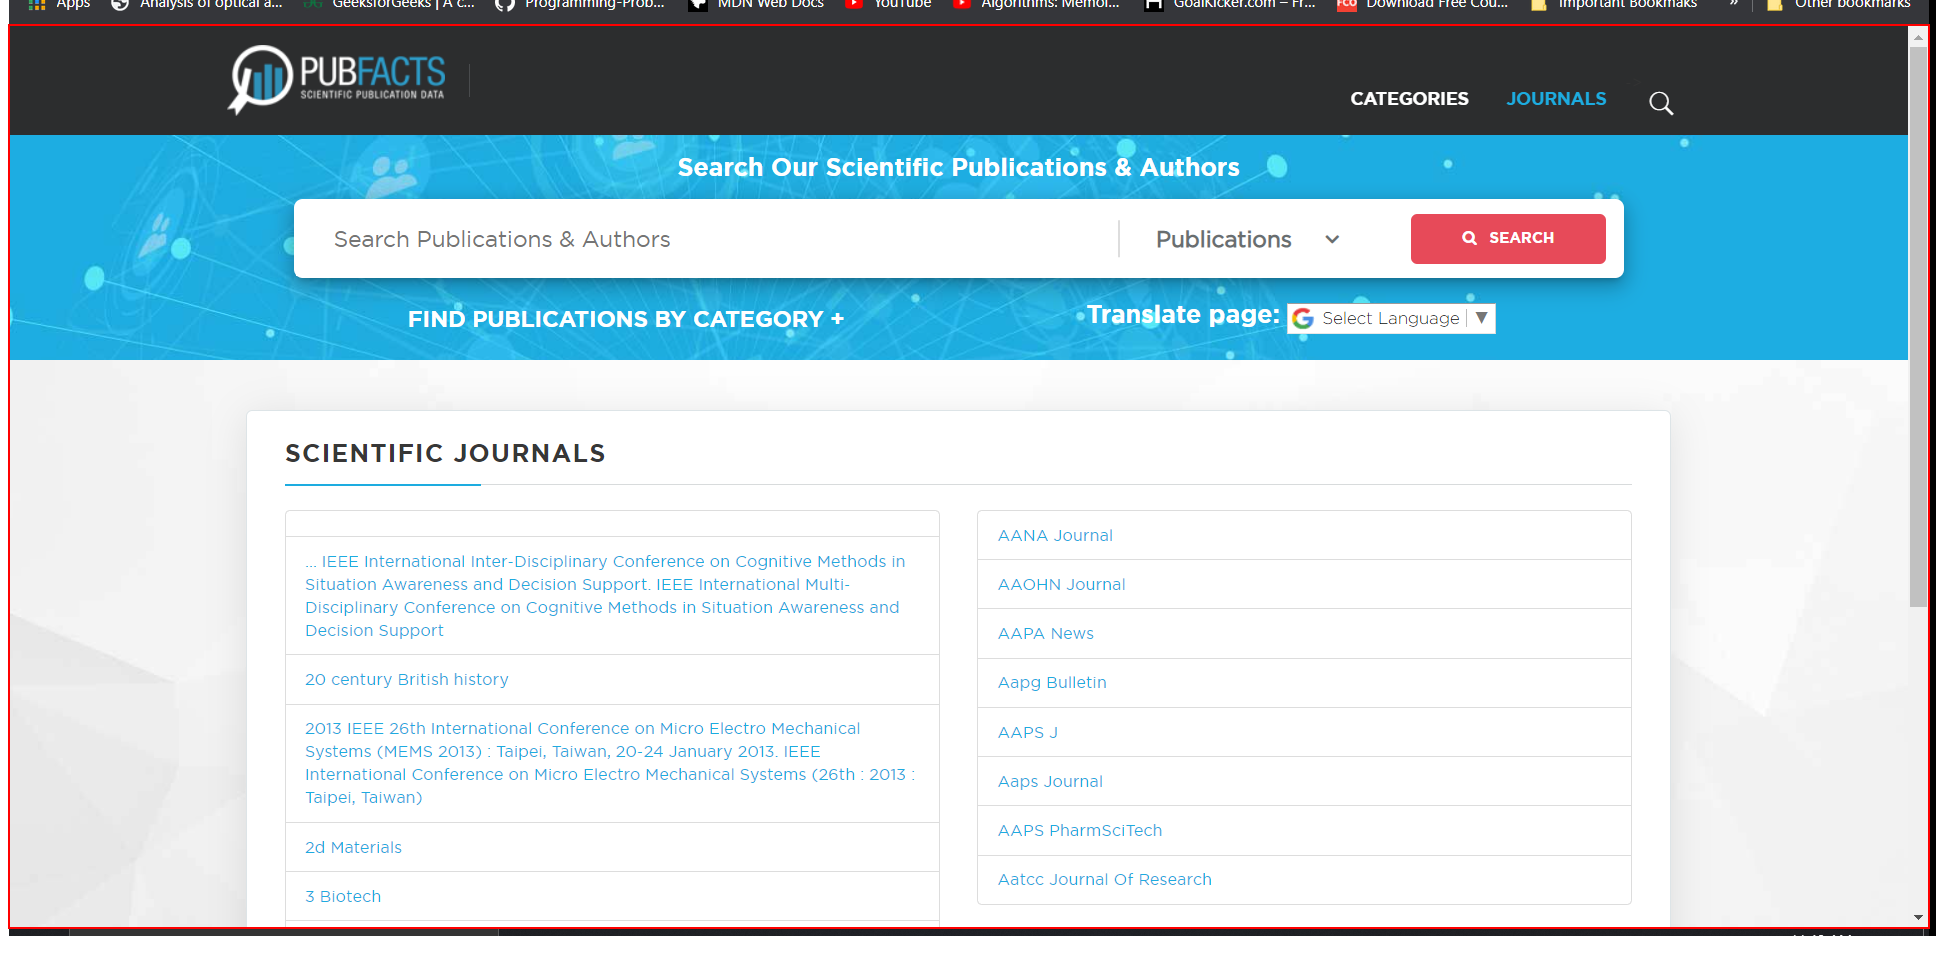 Apps Analysis of optical a... GeeksforGeeks | A c... Programming-Prob... MDN Web Docs YouTube Algorithms: Memoi... GoalKicker.com – Fr... FCO Download Free Cou... Important Bookmaks » Other bookmarks
PUBFACTS
SCIENTIFIC PUBLICATION DATA
CATEGORIES JOURNALS
Search Our Scientific Publications & Authors
Search Publications & Authors Publications SEARCH
FIND PUBLICATIONS BY CATEGORY + Translate page: Select Language ▼
SCIENTIFIC JOURNALS
... IEEE International Inter-Disciplinary Conference on Cognitive Methods in
Situation Awareness and Decision Support. IEEE International Multi-
Disciplinary Conference on Cognitive Methods in Situation Awareness and
Decision Support
20 century British history
2013 IEEE 26th International Conference on Micro Electro Mechanical
Systems (MEMS 2013) : Taipei, Taiwan, 20-24 January 2013. IEEE
International Conference on Micro Electro Mechanical Systems (26th : 2013 :
Taipei, Taiwan)
2d Materials
3 Biotech
AANA Journal
AAOHN Journal
AAPA News
Aapg Bulletin
AAPS J
Aaps Journal
AAPS PharmSciTech
Aatcc Journal Of Research